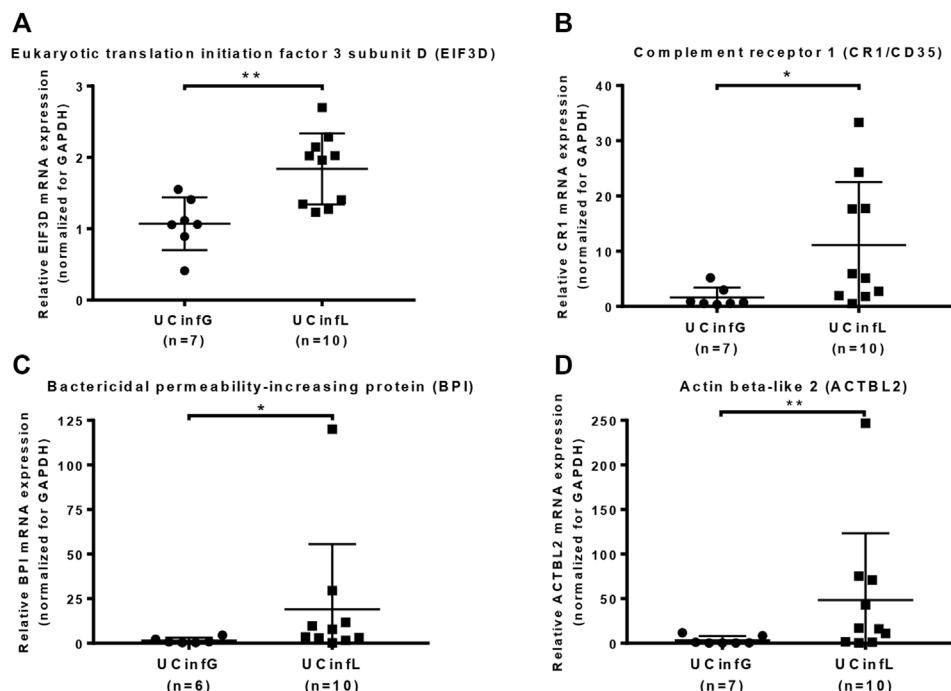 A
Eukaryotic translation initiation factor 3 subunit D (EIF3D)
**
Relative EIF3D mRNA expression
(normalized for GAPDH)
3
2
1
0
UCinfG
(n=7)
UCinfL
(n=10)
B
Complement receptor 1 (CR1/CD35)
*
Relative CR1 mRNA expression
(normalized for GAPDH)
40
30
20
10
0
UCinfG
(n=7)
UCinfL
(n=10)
C
Bactericidal permeability-increasing protein (BPI)
*
Relative BPI mRNA expression
(normalized for GAPDH)
125
100
75
50
25
0
UCinfG
(n=6)
UCinfL
(n=10)
D
Actin beta-like 2 (ACTBL2)
**
Relative ACTBL2 mRNA expression
(normalized for GAPDH)
250
200
150
100
50
0
UCinfG
(n=7)
UCinfL
(n=10)